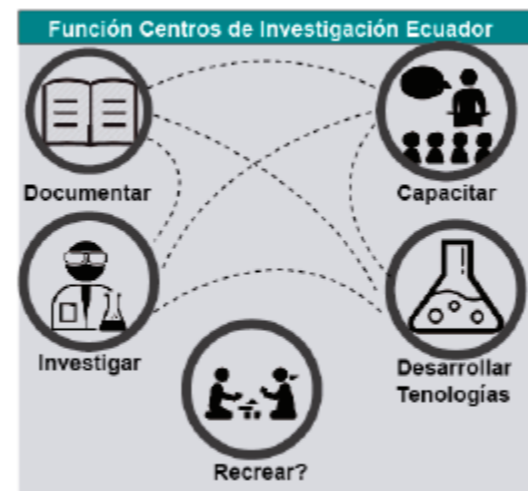 Función Centros de Investigación Ecuador
Documentar
Capacitar
Investigar
Desarrollar
Tenologías
Recrear?